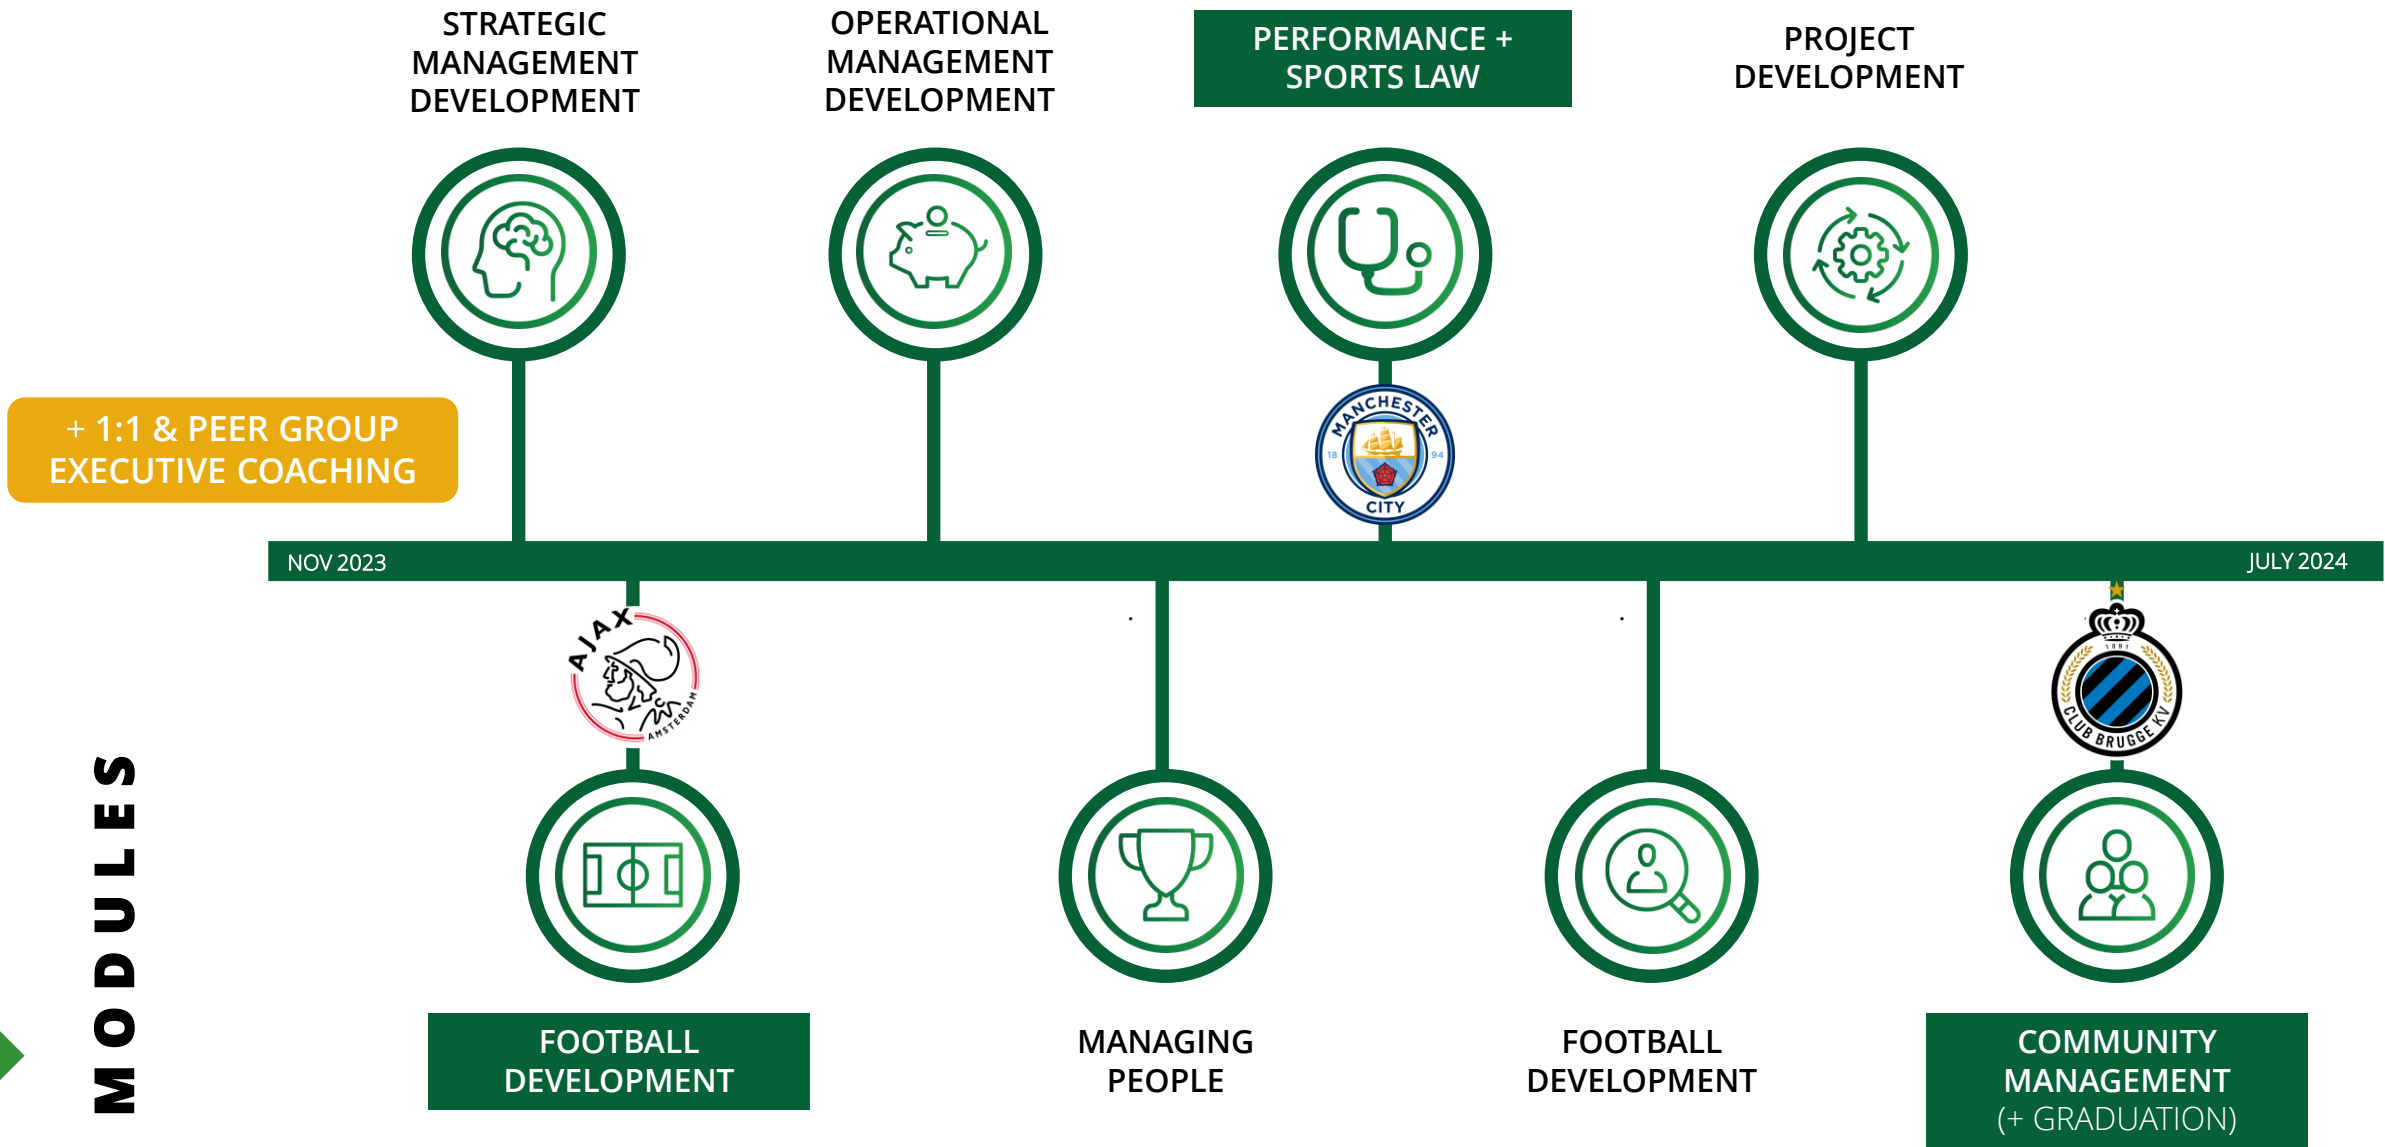 STRATEGIC
MANAGEMENT
DEVELOPMENT
OPERATIONAL
MANAGEMENT
DEVELOPMENT
PERFORMANCE +
SPORTS LAW
PROJECT
DEVELOPMENT
+ 1:1 & PEER GROUP
EXECUTIVE COACHING
MANCHESTER
18 94
CITY
NOV 2023
JULY 2024
AJAX
AMSTERDAM
1891
CLUB BRUGGE KV
MODULES
FOOTBALL
DEVELOPMENT
MANAGING
PEOPLE
FOOTBALL
DEVELOPMENT
COMMUNITY
MANAGEMENT
(+ GRADUATION)